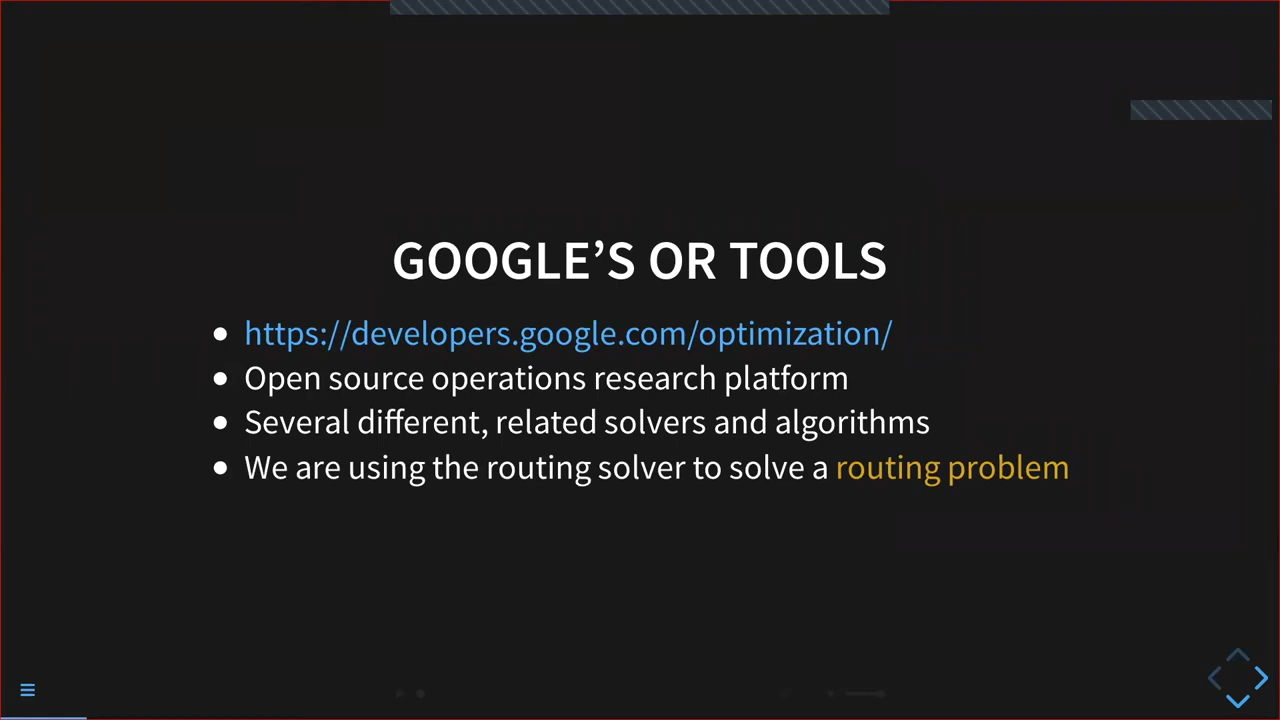 GOOGLE’S OR TOOLS
https://developers.google.com/optimization/
Open source operations research platform
Several different, related solvers and algorithms
We are using the routing solver to solve a routing problem